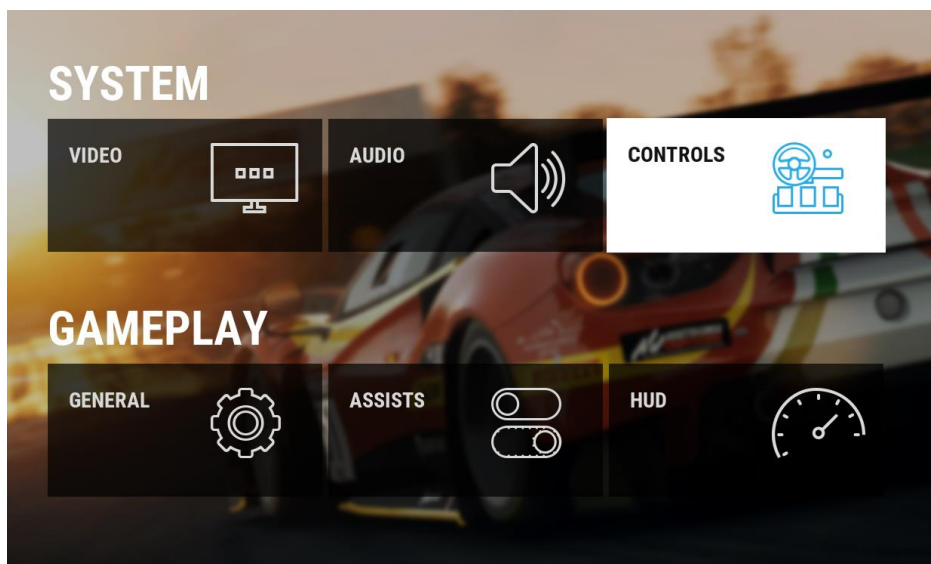 SYSTEM
VIDEO
AUDIO
CONTROLS
GAMEPLAY
GENERAL
ASSISTS
HUD